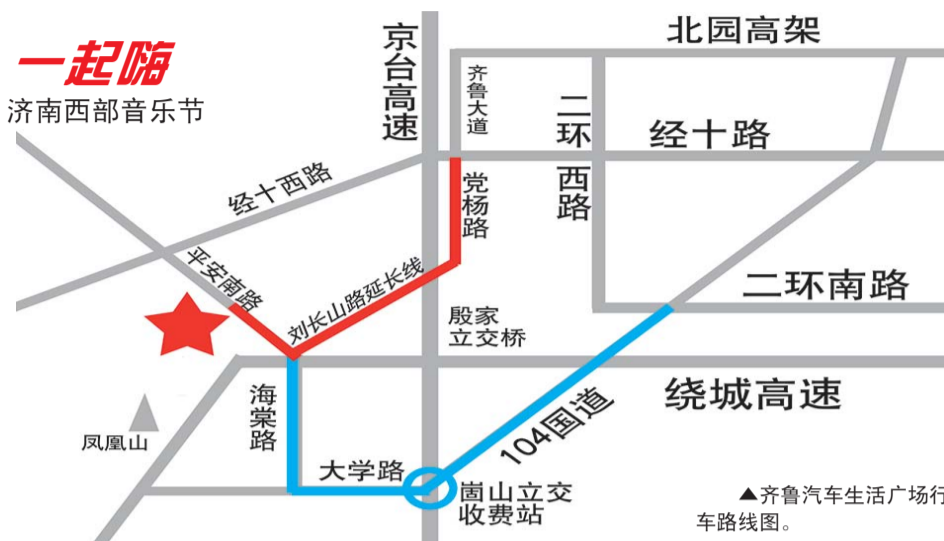 一起嗨
济南西部音乐节
京台高速
北园高架
齐鲁大道
二环西路
经十路
经十西路
党杨路
平安南路
刘长山路延长线
殷家
立交桥
二环南路
绕城高速
海棠路
凤凰山
104国道
大学路
崮山立交
收费站
▲齐鲁汽车生活广场行
车路线图。